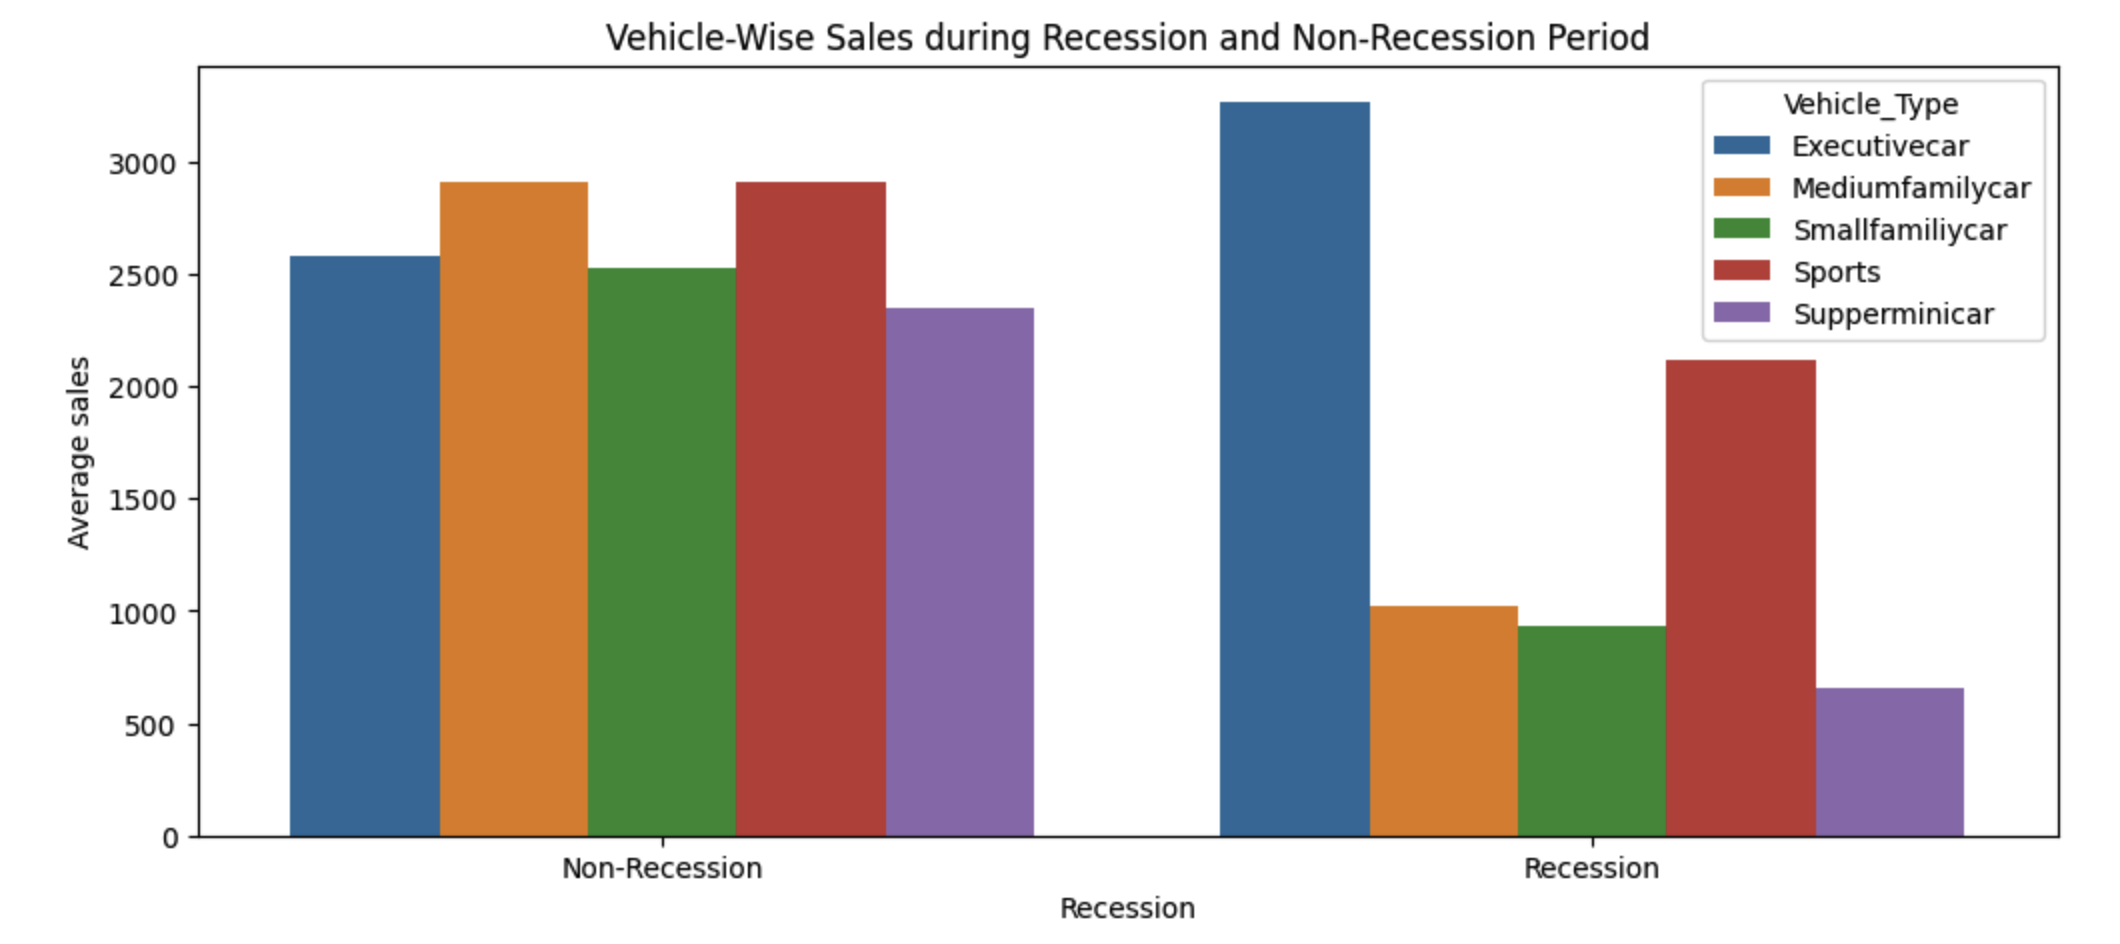 Vehicle-Wise Sales during Recession and Non-Recession Period
Vehicle_Type
Executivecar
Mediumfamilycar
Smallfamiliycar
Sports
Supperminicar
Average sales
3000
2500
2000
1500
1000
500
0
Non-Recession
Recession
Recession